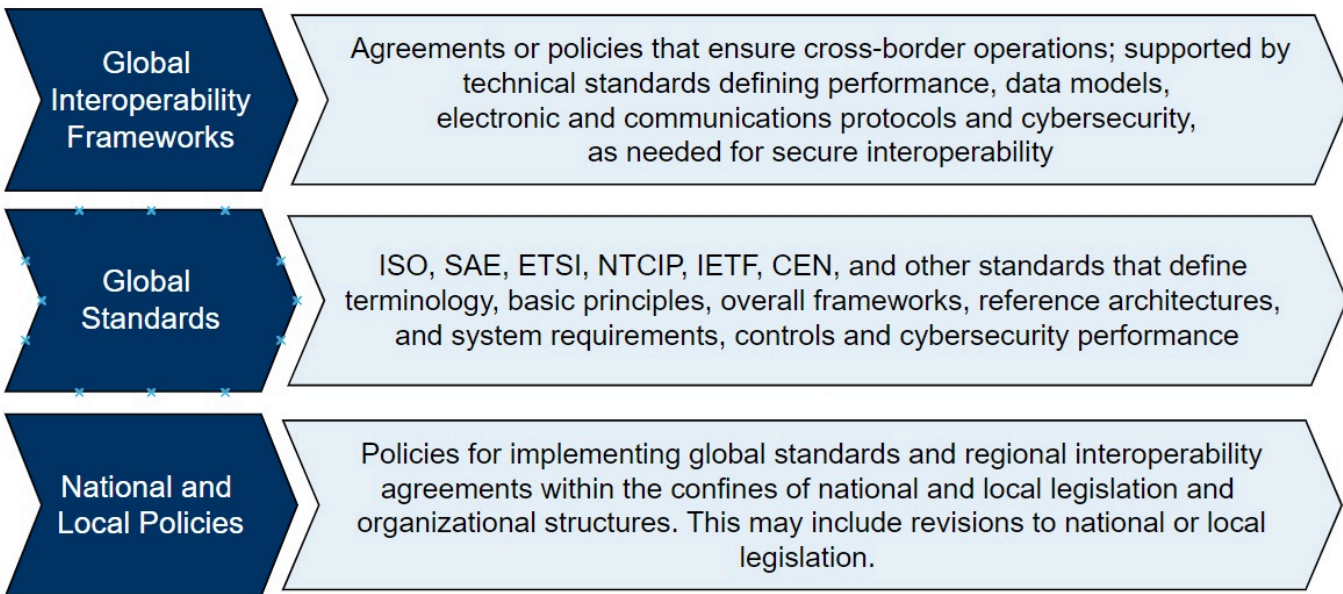 Global
Interoperability
Frameworks
Agreements or policies that ensure cross-border operations; supported by
technical standards defining performance, data models,
electronic and communications protocols and cybersecurity,
as needed for secure interoperability
Global
Standards
ISO, SAE, ETSI, NTCIP, IETF, CEN, and other standards that define
terminology, basic principles, overall frameworks, reference architectures,
and system requirements, controls and cybersecurity performance
National and
Local Policies
Policies for implementing global standards and regional interoperability
agreements within the confines of national and local legislation and
organizational structures. This may include revisions to national or local
legislation.